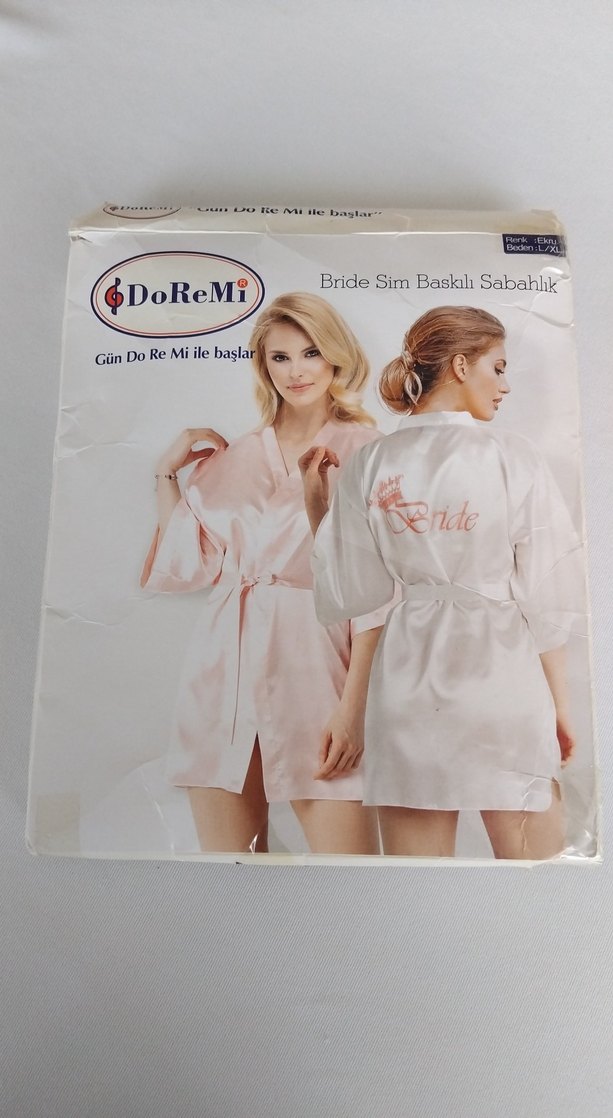 DoReMi "Gün Do Re Mi ile başlar"
Renk : Ekru
Beden : L/XL
DoReMi ®
Bride Sim Baskılı Sabahlık
Gün Do Re Mi ile başlar
Bride